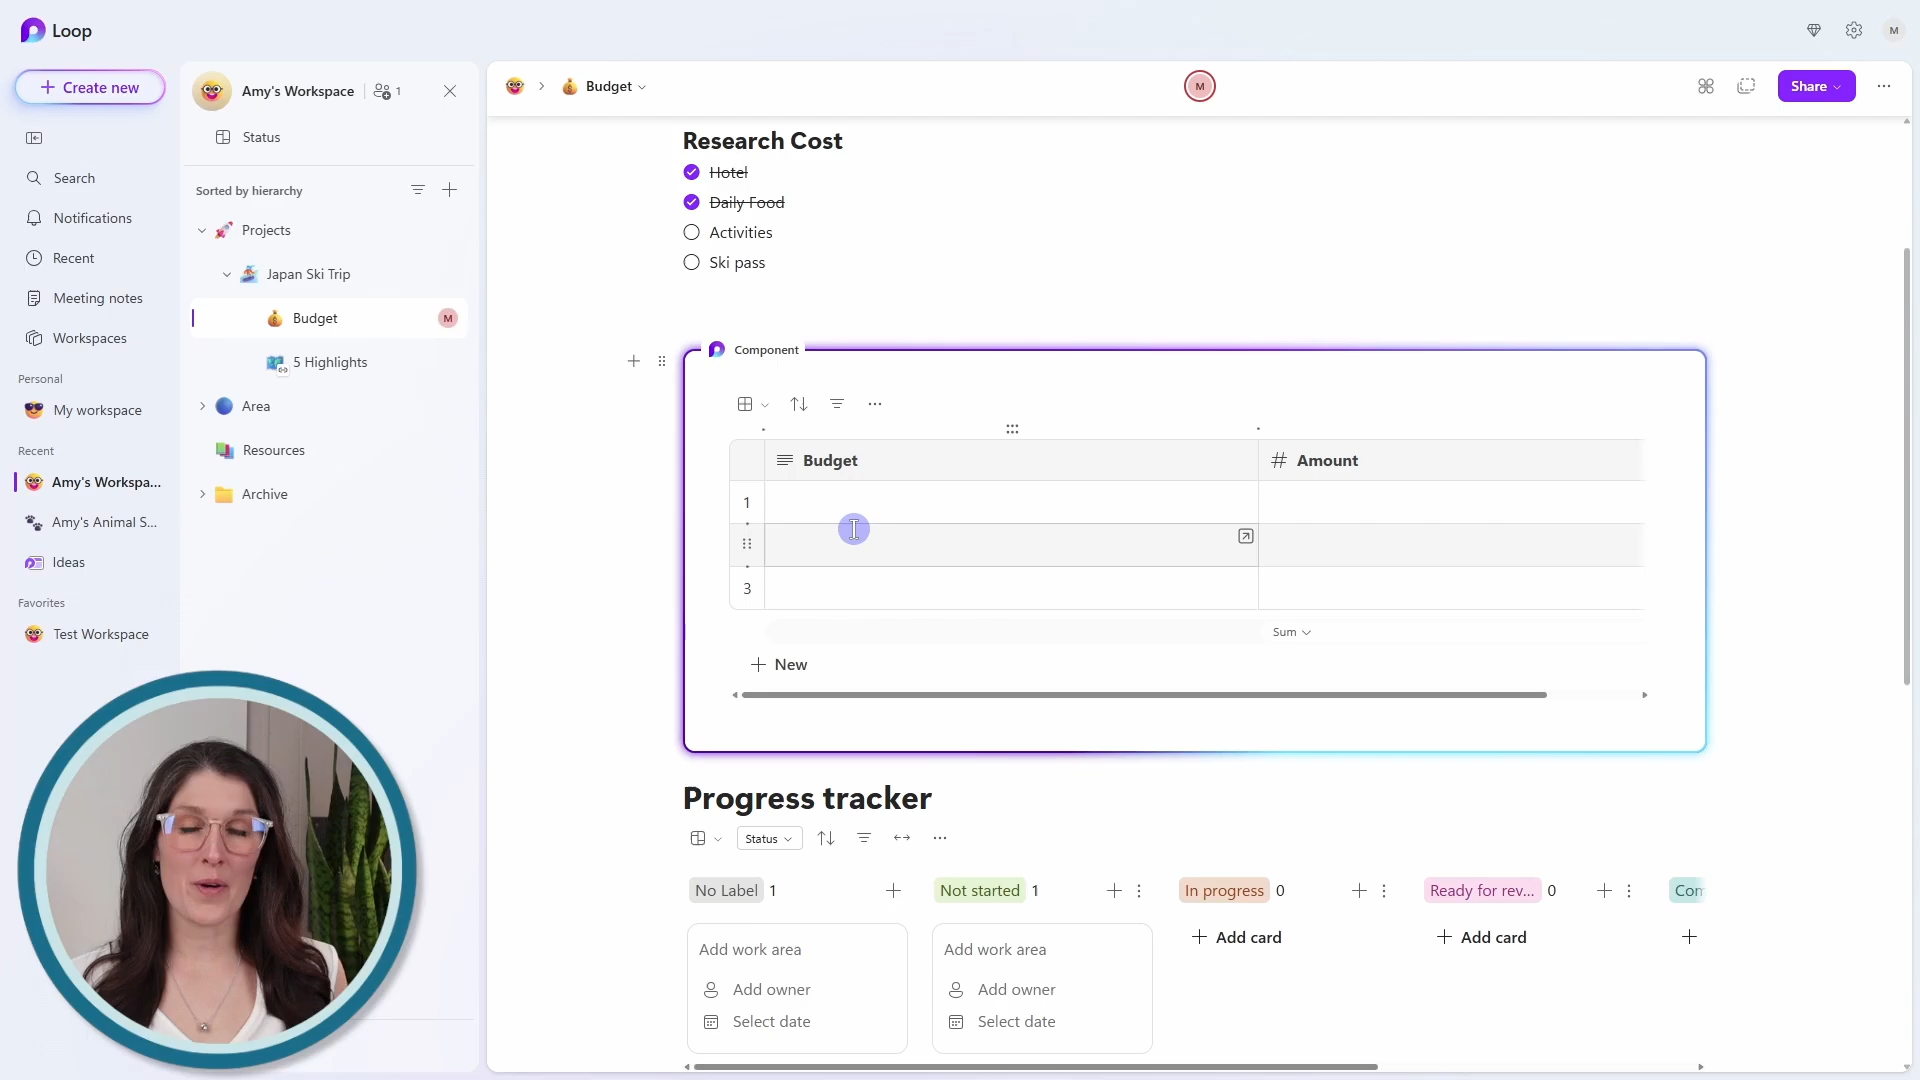 Loop
M
Create new
Amy's Workspace
1
Budget
M
Share
Status
Search
Sorted by hierarchy
Notifications
Projects
Recent
Japan Ski Trip
Meeting notes
Budget
M
Workspaces
5 Highlights
Personal
Area
My workspace
Resources
Recent
Archive
Amy's Workspa...
Amy's Animal S...
Ideas
Favorites
Test Workspace
Research Cost
Hotel
Daily Food
Activities
Ski pass
Component
Budget
Amount
1
3
Sum
New
Progress tracker
Status
No Label 1
Not started 1
In progress 0
Ready for rev... 0
Com
Add work area
Add work area
Add card
Add card
Add owner
Add owner
Select date
Select date